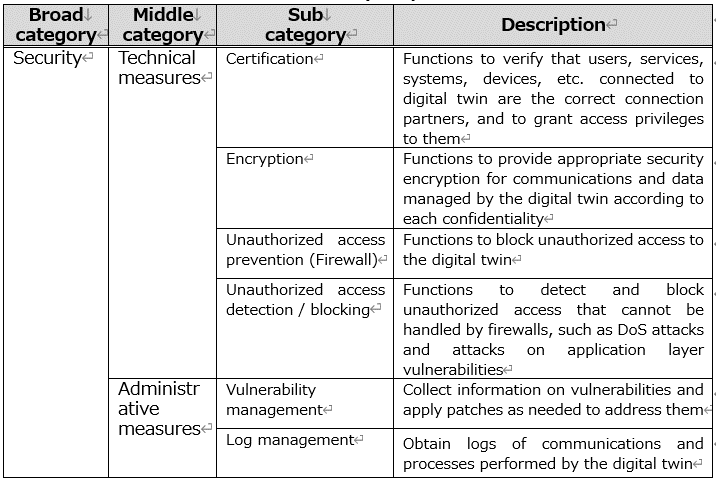 Broad
category
Middle
category
Sub
category
Description
Security
Technical
measures
Certification
Functions to verify that users, services,
systems, devices, etc. connected to
digital twin are the correct connection
partners, and to grant access privileges
to them
Encryption
Functions to provide appropriate security
encryption for communications and data
managed by the digital twin according to
each confidentiality
Unauthorized access
prevention (Firewall)
Functions to block unauthorized access to
the digital twin
Unauthorized access
detection / blocking
Functions to detect and block
unauthorized access that cannot be
handled by firewalls, such as DoS attacks
and attacks on application layer
vulnerabilities
Administr
ative
measures
Vulnerability
management
Collect information on vulnerabilities and
apply patches as needed to address them
Log management
Obtain logs of communications and
processes performed by the digital twin